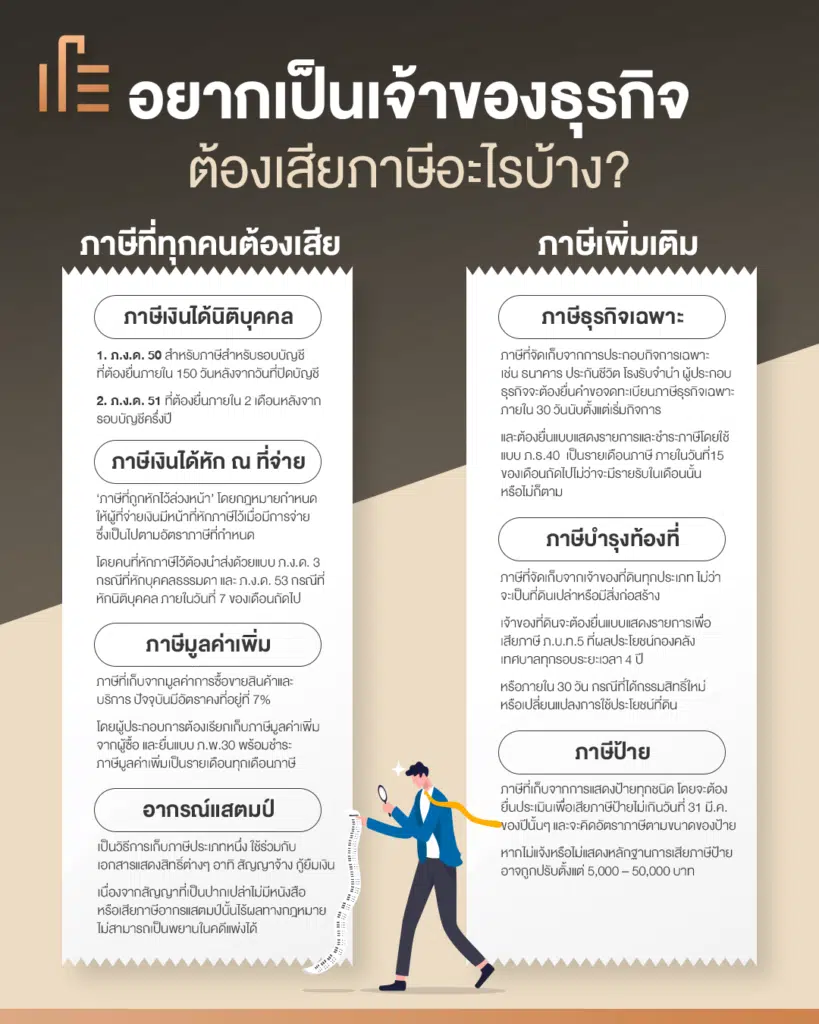 อยากเป็นเจ้าของธุรกิจ
ต้องเสียภาษีอะไรบ้าง?
ภาษีที่ทุกคนต้องเสีย
ภาษีเงินได้นิติบุคคล
1. ภ.ง.ด. 50 สำหรับภาษีสำหรับรอบบัญชี
ที่ต้องยื่นภายใน 150 วันหลังจากวันที่ปิดบัญชี
2. ภ.ง.ด. 51 ที่ต้องยื่นภายใน 2 เดือนหลังจาก
รอบบัญชีครึ่งปี
ภาษีเงินได้หัก ณ ที่จ่าย
‘ภาษีที่ถูกหักไว้ล่วงหน้า’ โดยกฎหมายกำหนด
ให้ผู้ที่จ่ายเงินมีหน้าที่หักภาษีไว้เมื่อมีการจ่าย
ซึ่งเป็นไปตามอัตราภาษีที่กำหนด
โดยคนที่หักภาษีไว้ต้องนำส่งด้วยแบบ ภ.ง.ด. 3
กรณีที่หักบุคคลธรรมดา และ ภ.ง.ด. 53 กรณีที่
หักนิติบุคคล ภายในวันที่ 7 ของเดือนถัดไป
ภาษีมูลค่าเพิ่ม
ภาษีที่เก็บจากมูลค่าการซื้อขายสินค้าและ
บริการ ปัจจุบันมีอัตราคงที่อยู่ที่ 7%
โดยผู้ประกอบการต้องเรียกเก็บภาษีมูลค่าเพิ่ม
จากผู้ซื้อ และยื่นแบบ ภ.พ.30 พร้อมชำระ
ภาษีมูลค่าเพิ่มเป็นรายเดือนทุกเดือนภาษี
อากรณ์แสตมป์
เป็นวิธีการเก็บภาษีประเภทหนึ่ง ใช้ร่วมกับ
เอกสารแสดงสิทธิ์ต่างๆ อาทิ สัญญาจ้าง กู้ยืมเงิน
เนื่องจากสัญญาที่เป็นปากเปล่าไม่มีหนังสือ
หรือเสียภาษีอากรแสตมป์นั้นไร้ผลทางกฎหมาย
ไม่สามารถเป็นพยานในคดีแพ่งได้
ภาษีเพิ่มเติม
ภาษีธุรกิจเฉพาะ
ภาษีที่จัดเก็บจากการประกอบกิจการเฉพาะ
เช่น ธนาคาร ประกันชีวิต โรงรับจำนำ ผู้ประกอบ
ธุรกิจจะต้องยื่นคำขอจดทะเบียนภาษีธุรกิจเฉพาะ
ภายใน 30 วันนับตั้งแต่เริ่มกิจการ
และต้องยื่นแบบแสดงรายการและชำระภาษีโดยใช้
แบบ ภ.ธ.40 เป็นรายเดือนภาษี ภายในวันที่15
ของเดือนถัดไปไม่ว่าจะมีรายรับในเดือนนั้น
หรือไม่ก็ตาม
ภาษีบำรุงท้องที่
ภาษีที่จัดเก็บจากเจ้าของที่ดินทุกประเภท ไม่ว่า
จะเป็นที่ดินเปล่าหรือมีสิ่งก่อสร้าง
เจ้าของที่ดินจะต้องยื่นแบบแสดงรายการเพื่อ
เสียภาษี ภ.บ.ท.5 ที่ผลประโยชน์กองคลัง
เทศบาลทุกรอบระยะเวลา 4 ปี
หรือภายใน 30 วัน กรณีที่ได้กรรมสิทธิ์ใหม่
หรือเปลี่ยนแปลงการใช้ประโยชน์ที่ดิน
ภาษีป้าย
ภาษีที่เก็บจากการแสดงป้ายทุกชนิด โดยจะต้อง
ยื่นประเมินเพื่อเสียภาษีป้ายไม่เกินวันที่ 31 มี.ค.
ของปีนั้นๆ และจะคิดอัตราภาษีตามขนาดของป้าย
หากไม่แจ้งหรือไม่แสดงหลักฐานการเสียภาษีป้าย
อาจถูกปรับตั้งแต่ 5,000 – 50,000 บาท